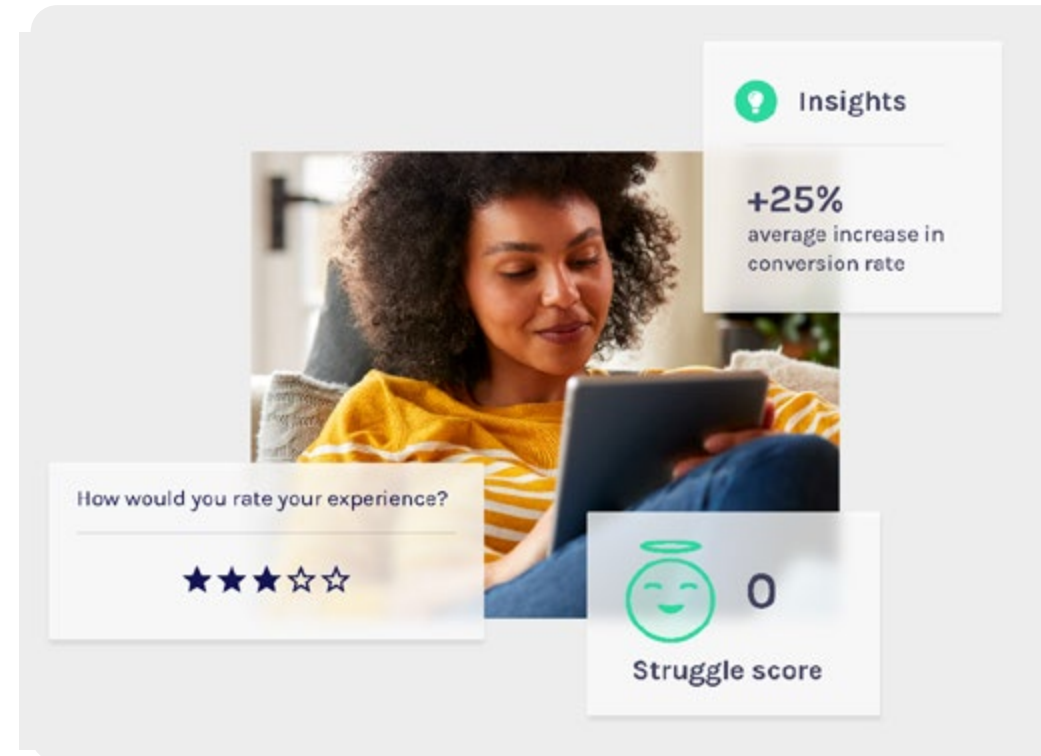 Insights
+25%
average increase in
conversion rate
How would you rate your experience?
0
Struggle score